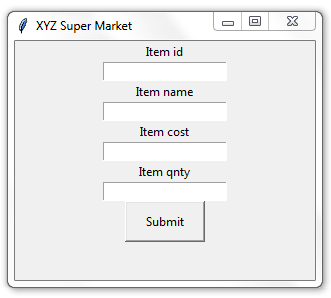 XYZ Super Market
Item id
Item name
Item cost
Item qnty
Submit